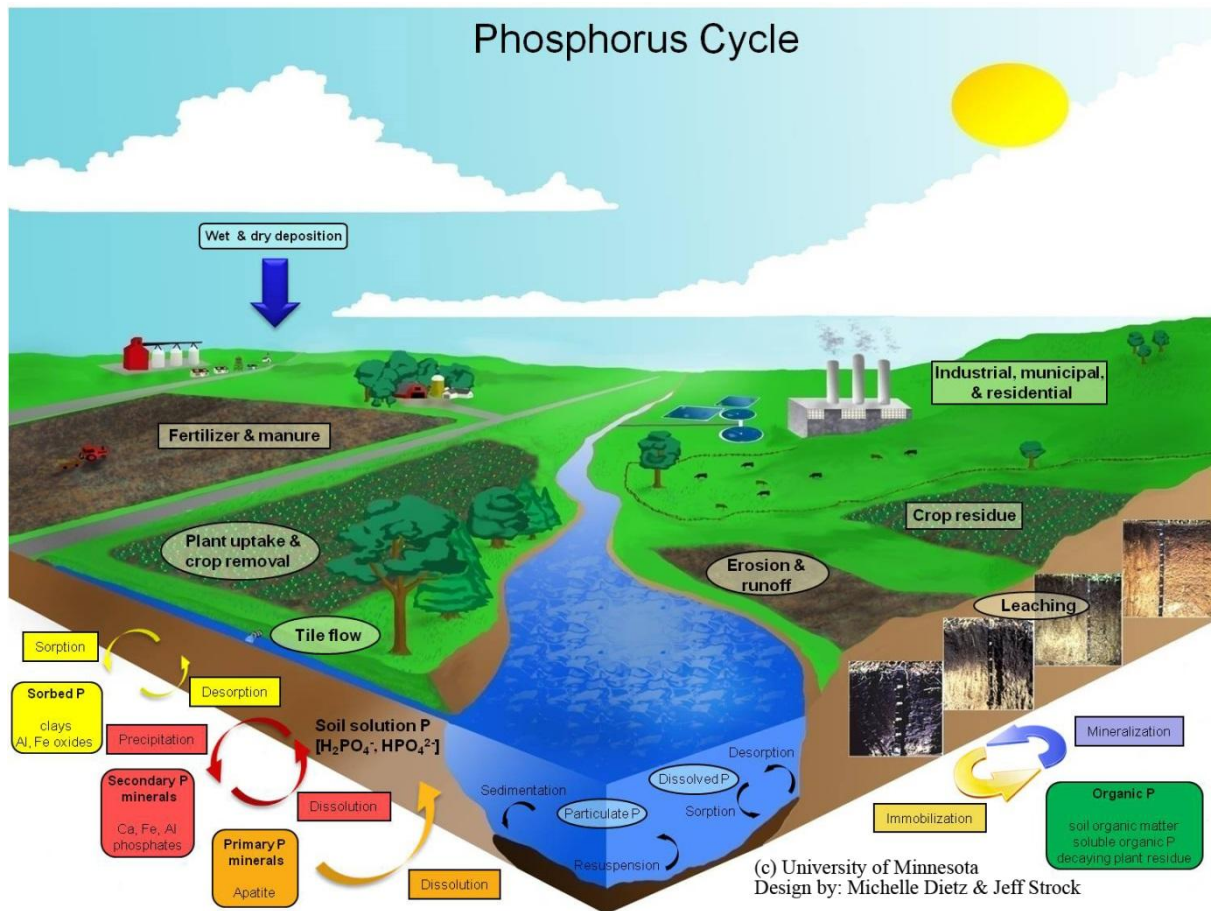 Phosphorus Cycle
Wet & dry deposition
Industrial, municipal,
& residential
Fertilizer & manure
Crop residue
Plant uptake &
crop removal
Erosion &
runoff
Leaching
Tile flow
Sorption
Desorption
Sorbed P
clays
Al, Fe oxides
Precipitation
Soil solution P
[H₂PO₄⁻, HPO₄²⁻]
Dissolution
Secondary P
minerals
Ca, Fe, Al
phosphates
Primary P
minerals
Apatite
Dissolution
Sedimentation
Particulate P
Resuspension
Dissolved P
Desorption
Sorption
Mineralization
Immobilization
Organic P
soil organic matter
soluble organic P
decaying plant residue
(c) University of Minnesota
Design by: Michelle Dietz & Jeff Strock